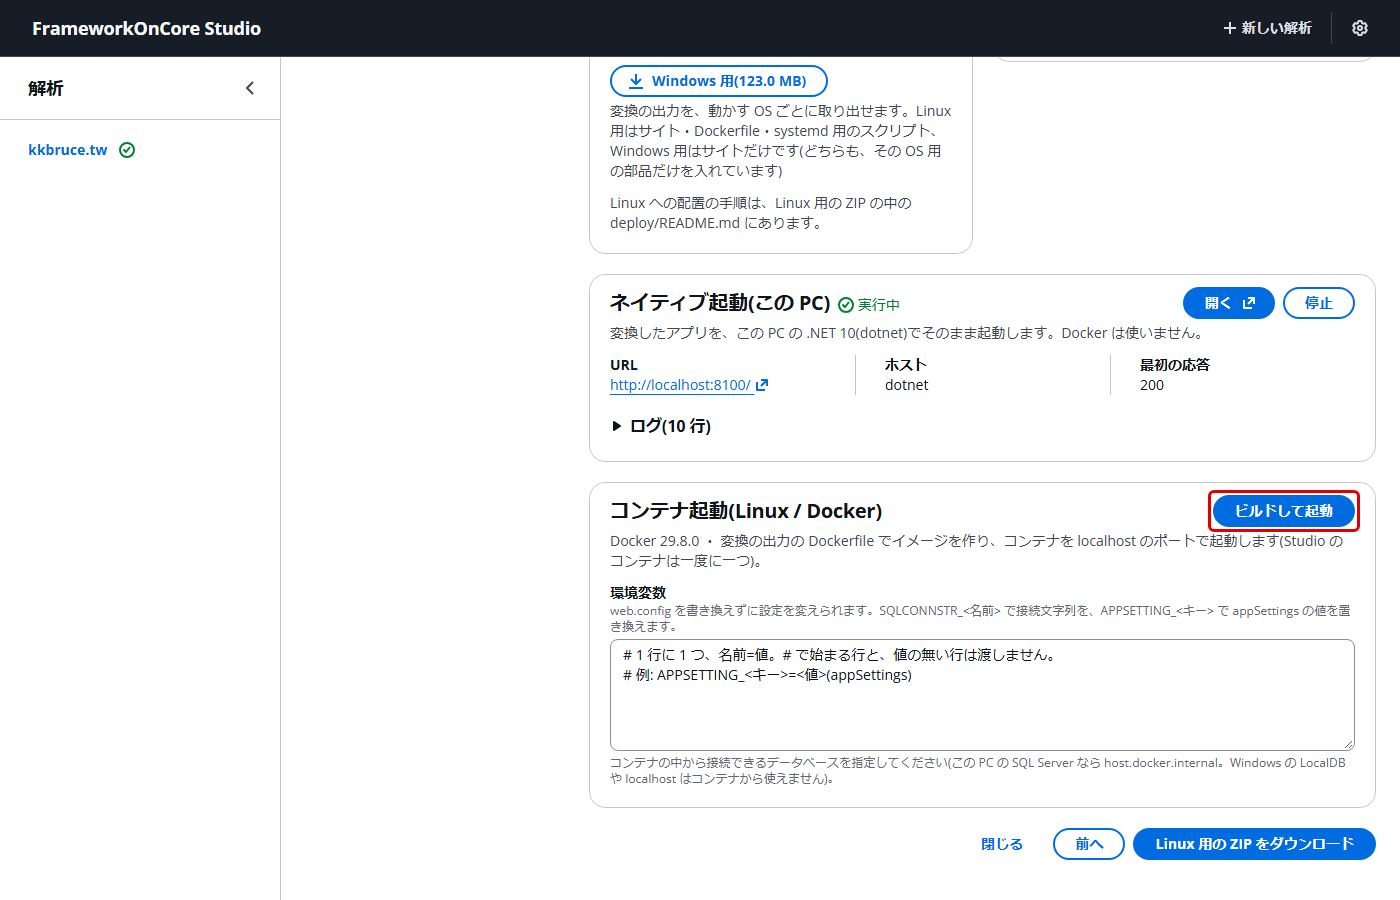 FrameworkOnCore Studio
新しい解析
解析
kkbruce.tw
Windows 用(123.0 MB)
変換の出力を、動かす OS ごとに取り出せます。Linux
用はサイト・Dockerfile・systemd 用のスクリプト、
Windows 用はサイトだけです(どちらも、その OS 用
の部品だけを入れています)
Linux への配置の手順は、Linux 用の ZIP の中の
deploy/README.md にあります。
ネイティブ起動(この PC) 実行中
開く
停止
変換したアプリを、この PC の .NET 10(dotnet)でそのまま起動します。Docker は使いません。
URL
http://localhost:8100/
ホスト
dotnet
最初の応答
200
ログ(10 行)
コンテナ起動(Linux / Docker)
ビルドして起動
Docker 29.8.0 ・ 変換の出力の Dockerfile でイメージを作り、コンテナを localhost のポートで起動します(Studio の
コンテナは一度に一つ)。
環境変数
web.config を書き換えずに設定を変えられます。SQLCONNSTR_<名前> で接続文字列を、APPSETTING_<キー> で appSettings の値を置
き換えます。
# 1 行に 1 つ、名前=値。# で始まる行と、値の無い行は渡しません。
# 例: APPSETTING_<キー>=<値>(appSettings)
コンテナの中から接続できるデータベースを指定してください(この PC の SQL Server なら host.docker.internal。Windows の LocalDB
や localhost はコンテナから使えません)。
閉じる
前へ
Linux 用の ZIP をダウンロード